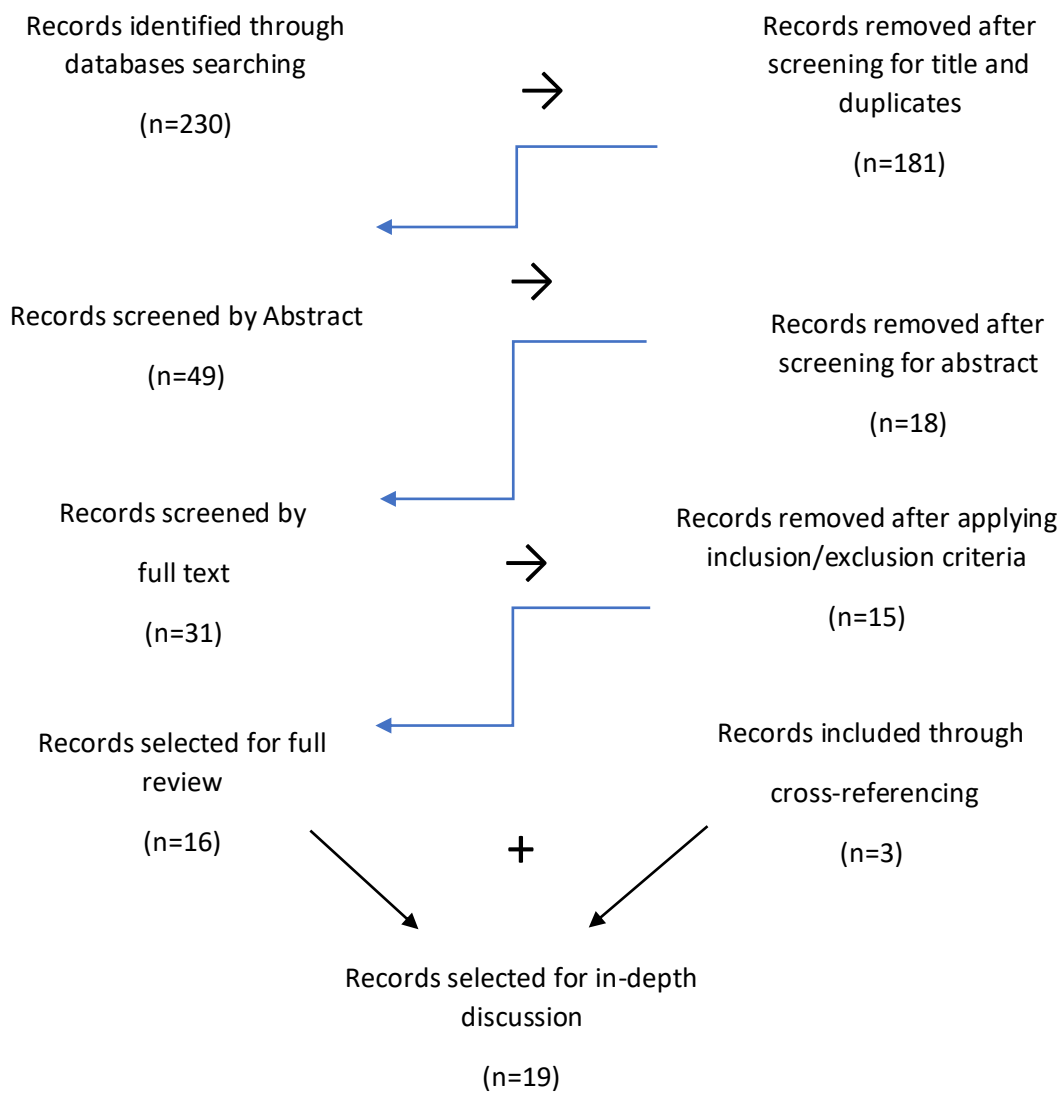 Records identified through
databases searching
(n=230)
→
Records removed after
screening for title and
duplicates
(n=181)
→
Records screened by Abstract
(n=49)
Records removed after
screening for abstract
(n=18)
Records screened by
full text
(n=31)
→
Records removed after applying
inclusion/exclusion criteria
(n=15)
Records selected for full
review
(n=16)
+
Records included through
cross-referencing
(n=3)
Records selected for in-depth
discussion
(n=19)